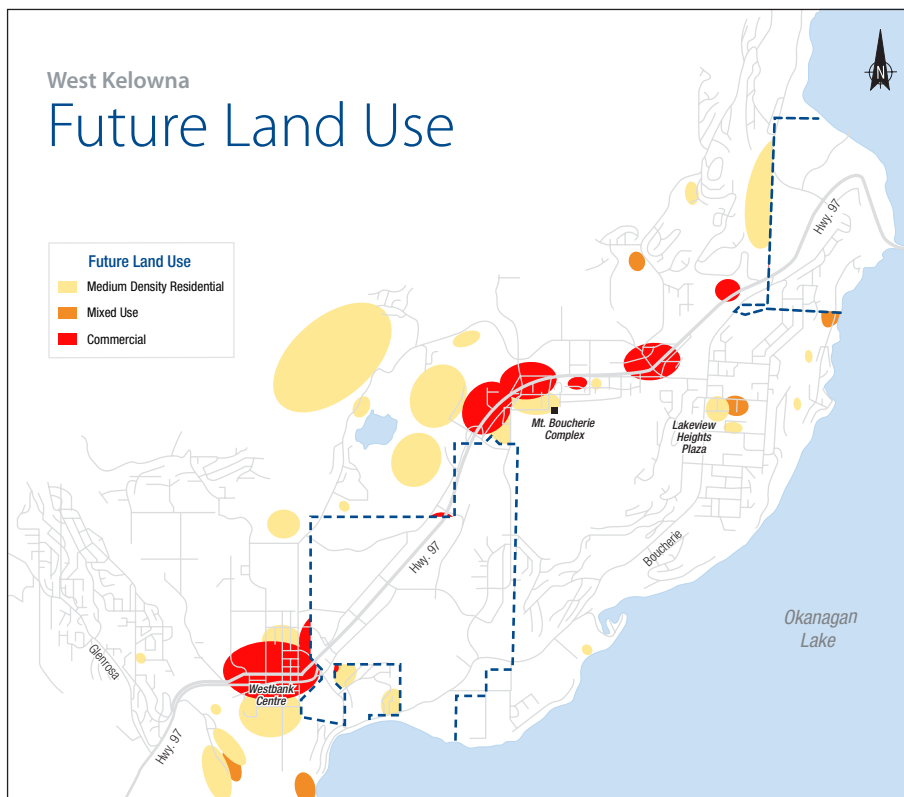 West Kelowna
Future Land Use
N
Future Land Use
Medium Density Residential
Mixed Use
Commercial
Hwy. 97
Mt. Boucherie
Complex
Lakeview
Heights
Plaza
Hwy. 97
Boucherie
Okanagan
Lake
Glenrosa
Westbank
Centre
Hwy. 97